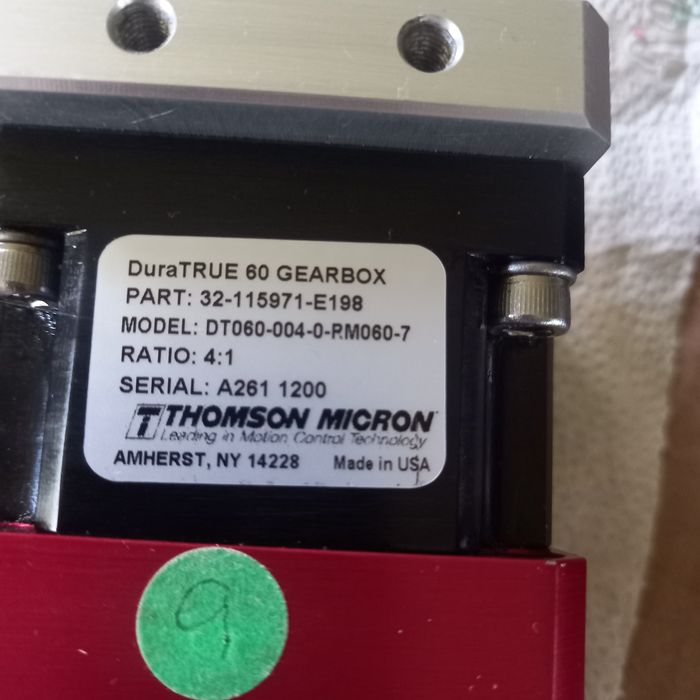 DuraTRUE 60 GEARBOX
PART: 32-115971-E198
MODEL: DT060-004-0-RM060-7
RATIO: 4:1
SERIAL: A261 1200
THOMSON MICRON
Leading in Motion Control Technology
AMHERST, NY 14228 Made in USA
9